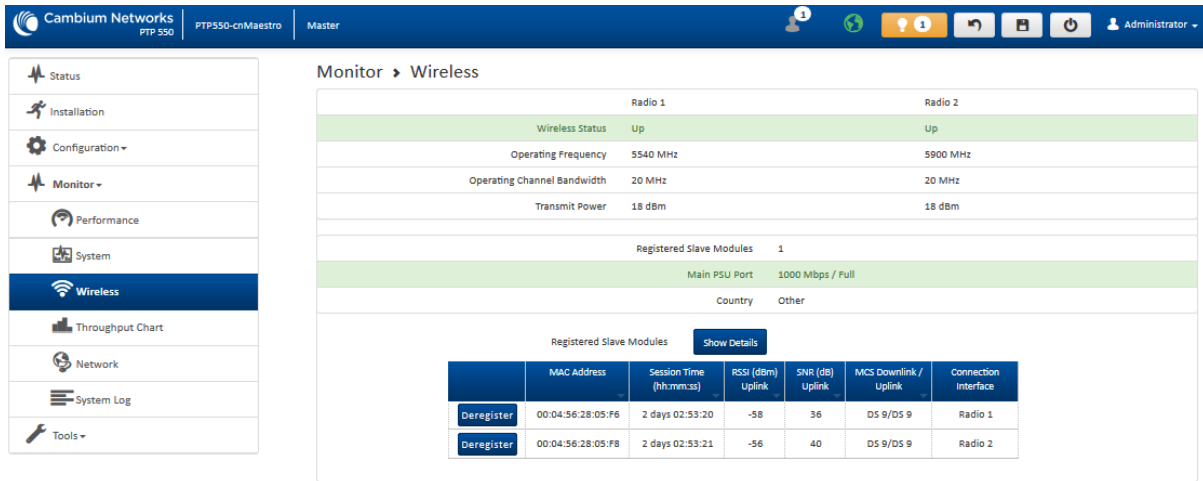 Cambium Networks
PTP 550
PTP550-cnMaestro
Master
1
1
Administrator
Status
Installation
Configuration
Monitor
Performance
System
Wireless
Throughput Chart
Network
System Log
Tools
Monitor > Wireless
Radio 1 Radio 2
Wireless Status Up Up
Operating Frequency 5540 MHz 5900 MHz
Operating Channel Bandwidth 20 MHz 20 MHz
Transmit Power 18 dBm 18 dBm
Registered Slave Modules 1
Main PSU Port 1000 Mbps / Full
Country Other
Registered Slave Modules Show Details
MAC Address Session Time (hh:mm:ss) RSSI (dBm) Uplink SNR (dB) Uplink MCS Downlink / Uplink Connection Interface
Deregister 00:04:56:28:05:F6 2 days 02:53:20 -58 36 DS 9/DS 9 Radio 1
Deregister 00:04:56:28:05:F8 2 days 02:53:21 -56 40 DS 9/DS 9 Radio 2